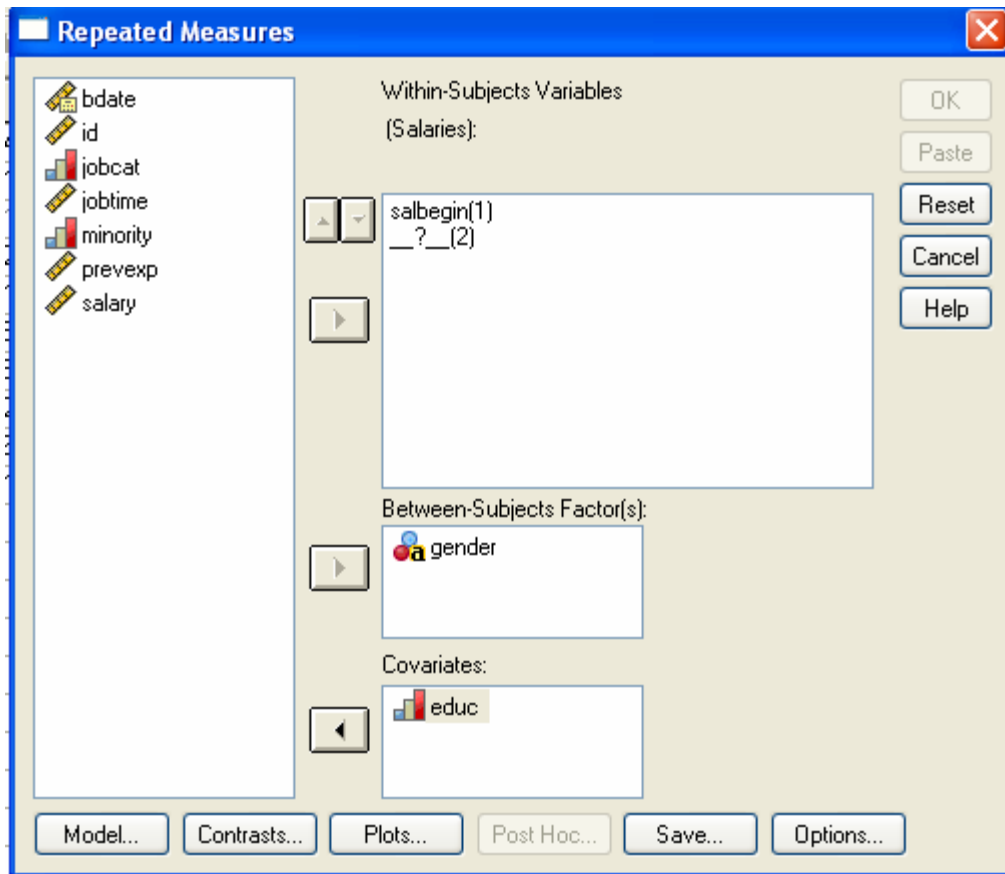 Repeated Measures
bdate
id
jobcat
jobtime
minority
prevexp
salary
Within-Subjects Variables
(Salaries):
salbegin(1)
__?__(2)
Between-Subjects Factor(s):
a gender
Covariates:
educ
OK
Paste
Reset
Cancel
Help
Model...
Contrasts...
Plots...
Post Hoc...
Save...
Options...